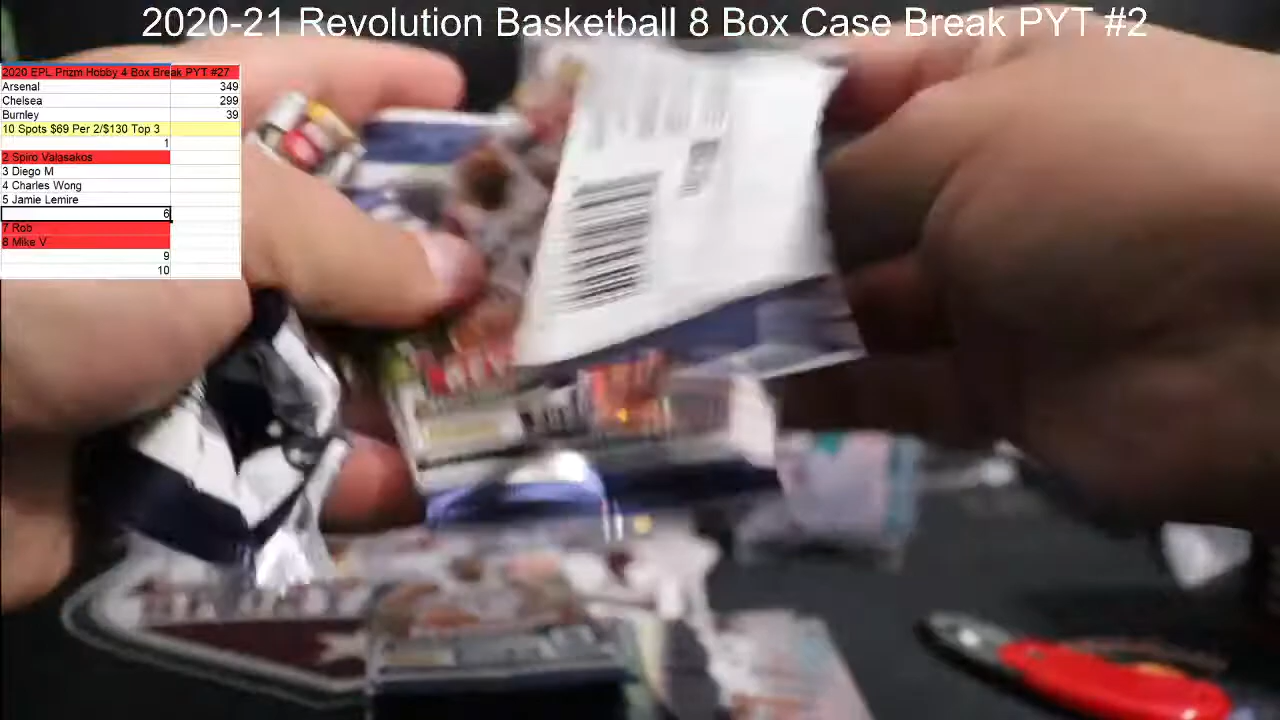 2020-21 Revolution Basketball 8 Box Case Break PYT #2
2020 EPL Prizm Hobby 4 Box Break PYT #27
Arsenal 349
Chelsea 299
Burnley 39
10 Spots $69 Per 2/$130 Top 3
1
2 Spiro Valasakos
3 Diego M
4 Charles Wong
5 Jamie Lemire
6
7 Rob
8 Mike V
9
10